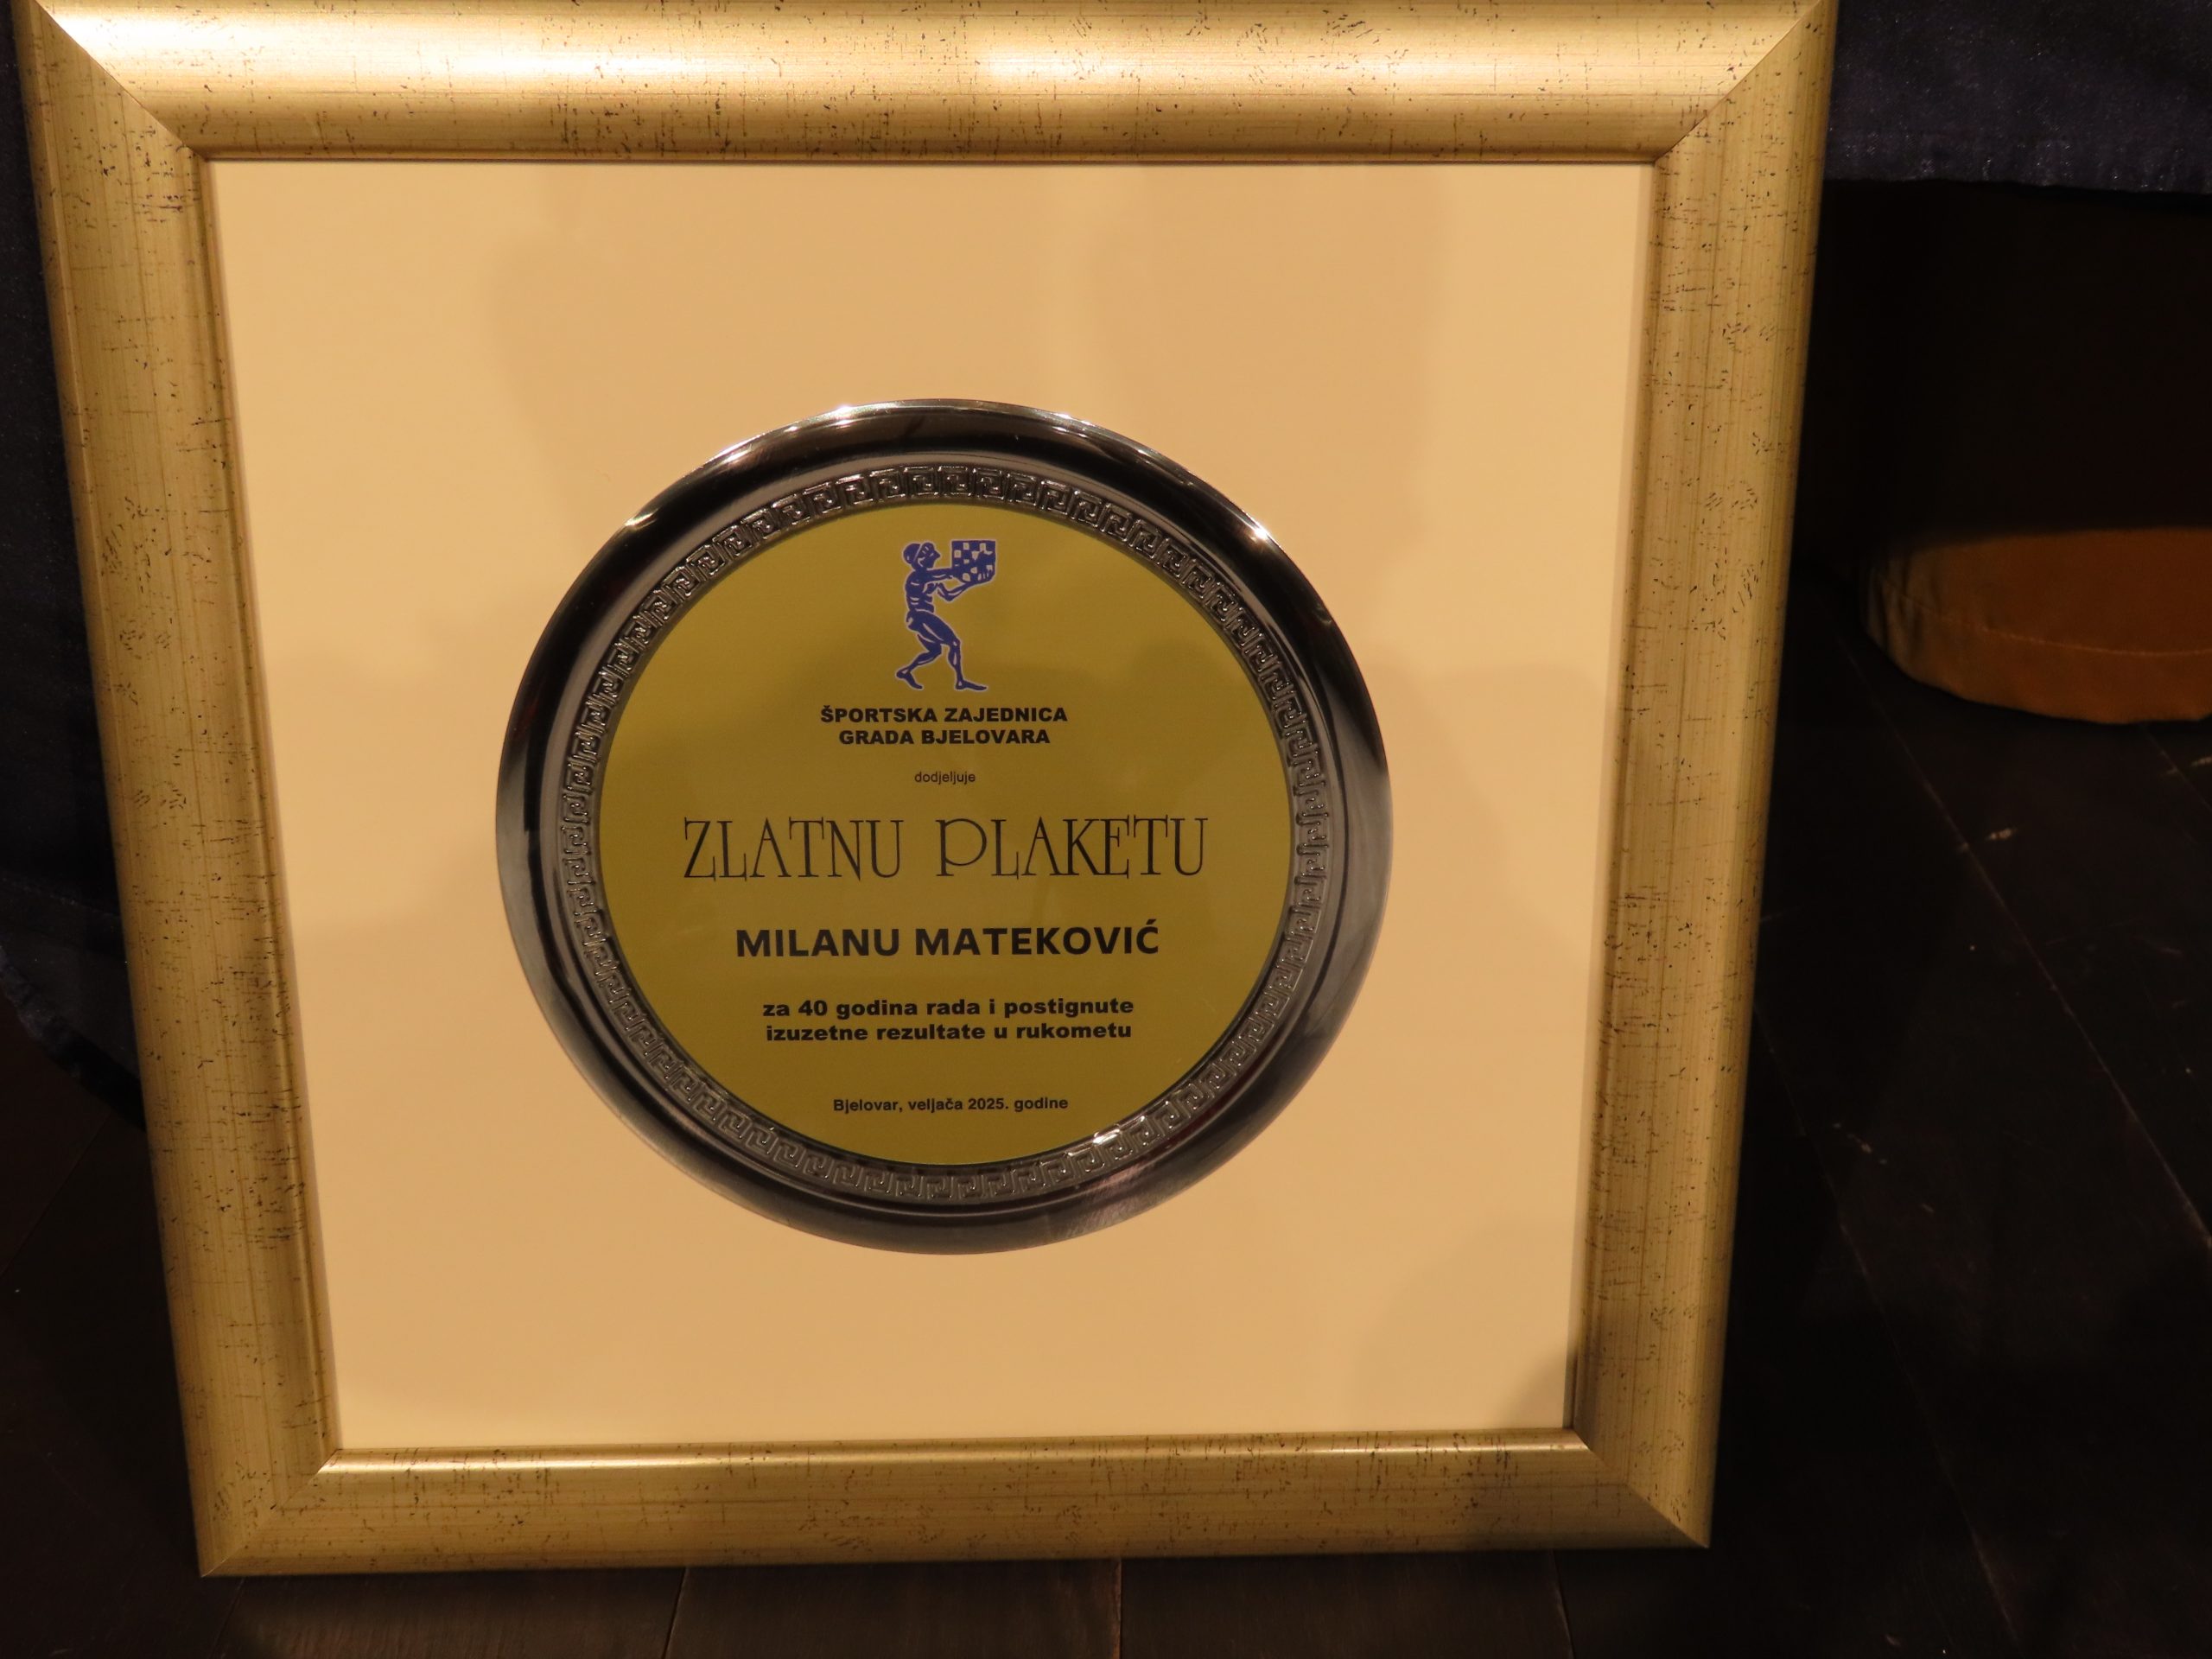 ŠPORTSKA ZAJEDNICA
GRADA BJELOVARA
dodjeljuje
ZLATNU PLAKETU
MILANU MATEKOVIĆ
za 40 godina rada i postignute
izuzetne rezultate u rukometu
Bjelovar, veljača 2025. godine